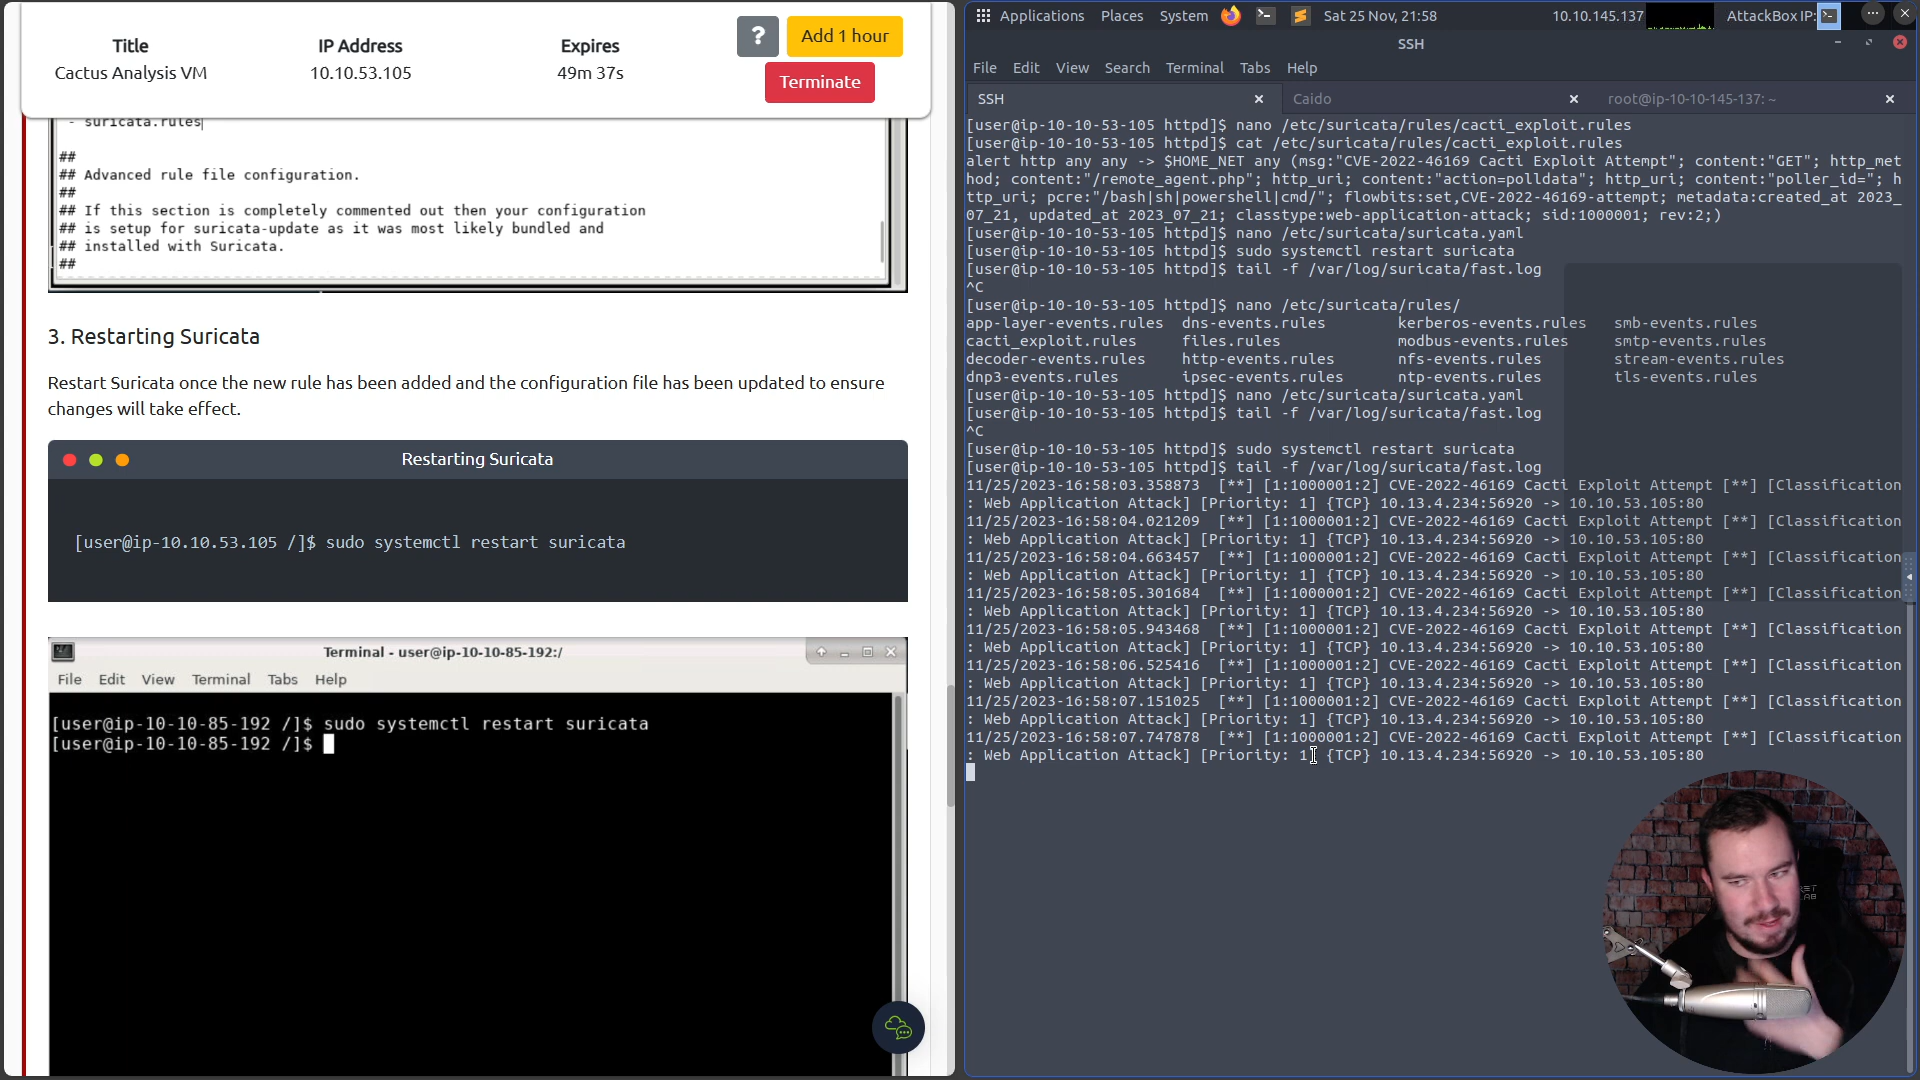 Title
Cactus Analysis VM
IP Address
10.10.53.105
Expires
49m 37s
?
Add 1 hour
Terminate
- suricata.rules
##
## Advanced rule file configuration.
##
## If this section is completely commented out then your configuration
## is setup for suricata-update as it was most likely bundled and
## installed with Suricata.
##
3. Restarting Suricata
Restart Suricata once the new rule has been added and the configuration file has been updated to ensure
changes will take effect.
Restarting Suricata
[user@ip-10.10.53.105 /]$ sudo systemctl restart suricata
Terminal - user@ip-10-10-85-192:/
File Edit View Terminal Tabs Help
[user@ip-10-10-85-192 /]$ sudo systemctl restart suricata
[user@ip-10-10-85-192 /]$
Applications Places System Sat 25 Nov, 21:58 10.10.145.137 AttackBox IP:
SSH
File Edit View Search Terminal Tabs Help
SSH
Caido
root@ip-10-10-145-137: ~
[user@ip-10-10-53-105 httpd]$ nano /etc/suricata/rules/cacti_exploit.rules
[user@ip-10-10-53-105 httpd]$ cat /etc/suricata/rules/cacti_exploit.rules
alert http any any -> $HOME_NET any (msg:"CVE-2022-46169 Cacti Exploit Attempt"; content:"GET"; http_met
hod; content:"/remote_agent.php"; http_uri; content:"action=polldata"; http_uri; content:"poller_id="; h
ttp_uri; pcre:"/bash|sh|powershell|cmd/"; flowbits:set,CVE-2022-46169-attempt; metadata:created_at 2023_
07_21, updated_at 2023_07_21; classtype:web-application-attack; sid:1000001; rev:2;)
[user@ip-10-10-53-105 httpd]$ nano /etc/suricata/suricata.yaml
[user@ip-10-10-53-105 httpd]$ sudo systemctl restart suricata
[user@ip-10-10-53-105 httpd]$ tail -f /var/log/suricata/fast.log
^C
[user@ip-10-10-53-105 httpd]$ nano /etc/suricata/rules/
app-layer-events.rules dns-events.rules kerberos-events.rules smb-events.rules
cacti_exploit.rules files.rules modbus-events.rules smtp-events.rules
decoder-events.rules http-events.rules nfs-events.rules stream-events.rules
dnp3-events.rules ipsec-events.rules ntp-events.rules tls-events.rules
[user@ip-10-10-53-105 httpd]$ nano /etc/suricata/suricata.yaml
[user@ip-10-10-53-105 httpd]$ tail -f /var/log/suricata/fast.log
^C
[user@ip-10-10-53-105 httpd]$ sudo systemctl restart suricata
[user@ip-10-10-53-105 httpd]$ tail -f /var/log/suricata/fast.log
11/25/2023-16:58:03.358873 [**] [1:1000001:2] CVE-2022-46169 Cacti Exploit Attempt [**] [Classification
: Web Application Attack] [Priority: 1] {TCP} 10.13.4.234:56920 -> 10.10.53.105:80
11/25/2023-16:58:04.021209 [**] [1:1000001:2] CVE-2022-46169 Cacti Exploit Attempt [**] [Classification
: Web Application Attack] [Priority: 1] {TCP} 10.13.4.234:56920 -> 10.10.53.105:80
11/25/2023-16:58:04.663457 [**] [1:1000001:2] CVE-2022-46169 Cacti Exploit Attempt [**] [Classification
: Web Application Attack] [Priority: 1] {TCP} 10.13.4.234:56920 -> 10.10.53.105:80
11/25/2023-16:58:05.301684 [**] [1:1000001:2] CVE-2022-46169 Cacti Exploit Attempt [**] [Classification
: Web Application Attack] [Priority: 1] {TCP} 10.13.4.234:56920 -> 10.10.53.105:80
11/25/2023-16:58:05.943468 [**] [1:1000001:2] CVE-2022-46169 Cacti Exploit Attempt [**] [Classification
: Web Application Attack] [Priority: 1] {TCP} 10.13.4.234:56920 -> 10.10.53.105:80
11/25/2023-16:58:06.525416 [**] [1:1000001:2] CVE-2022-46169 Cacti Exploit Attempt [**] [Classification
: Web Application Attack] [Priority: 1] {TCP} 10.13.4.234:56920 -> 10.10.53.105:80
11/25/2023-16:58:07.151025 [**] [1:1000001:2] CVE-2022-46169 Cacti Exploit Attempt [**] [Classification
: Web Application Attack] [Priority: 1] {TCP} 10.13.4.234:56920 -> 10.10.53.105:80
11/25/2023-16:58:07.747878 [**] [1:1000001:2] CVE-2022-46169 Cacti Exploit Attempt [**] [Classification
: Web Application Attack] [Priority: 1] {TCP} 10.13.4.234:56920 -> 10.10.53.105:80